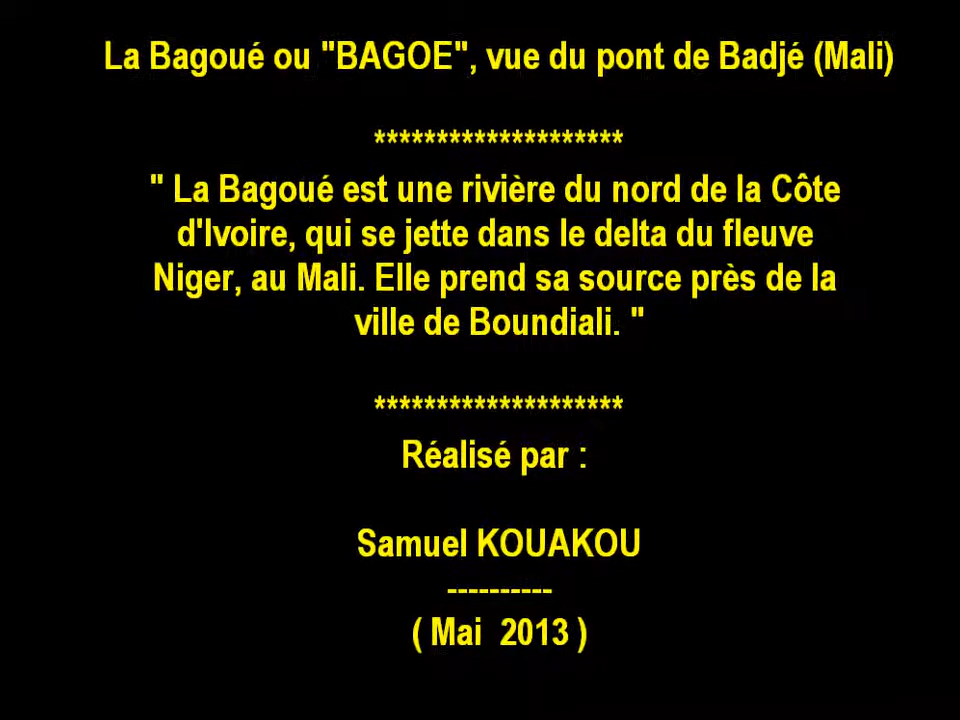 La Bagoué ou "BAGOE", vue du pont de Badjé (Mali)
********************
" La Bagoué est une rivière du nord de la Côte
d'Ivoire, qui se jette dans le delta du fleuve
Niger, au Mali. Elle prend sa source près de la
ville de Boundiali. "
********************
Réalisé par :
Samuel KOUAKOU
----------
( Mai  2013 )